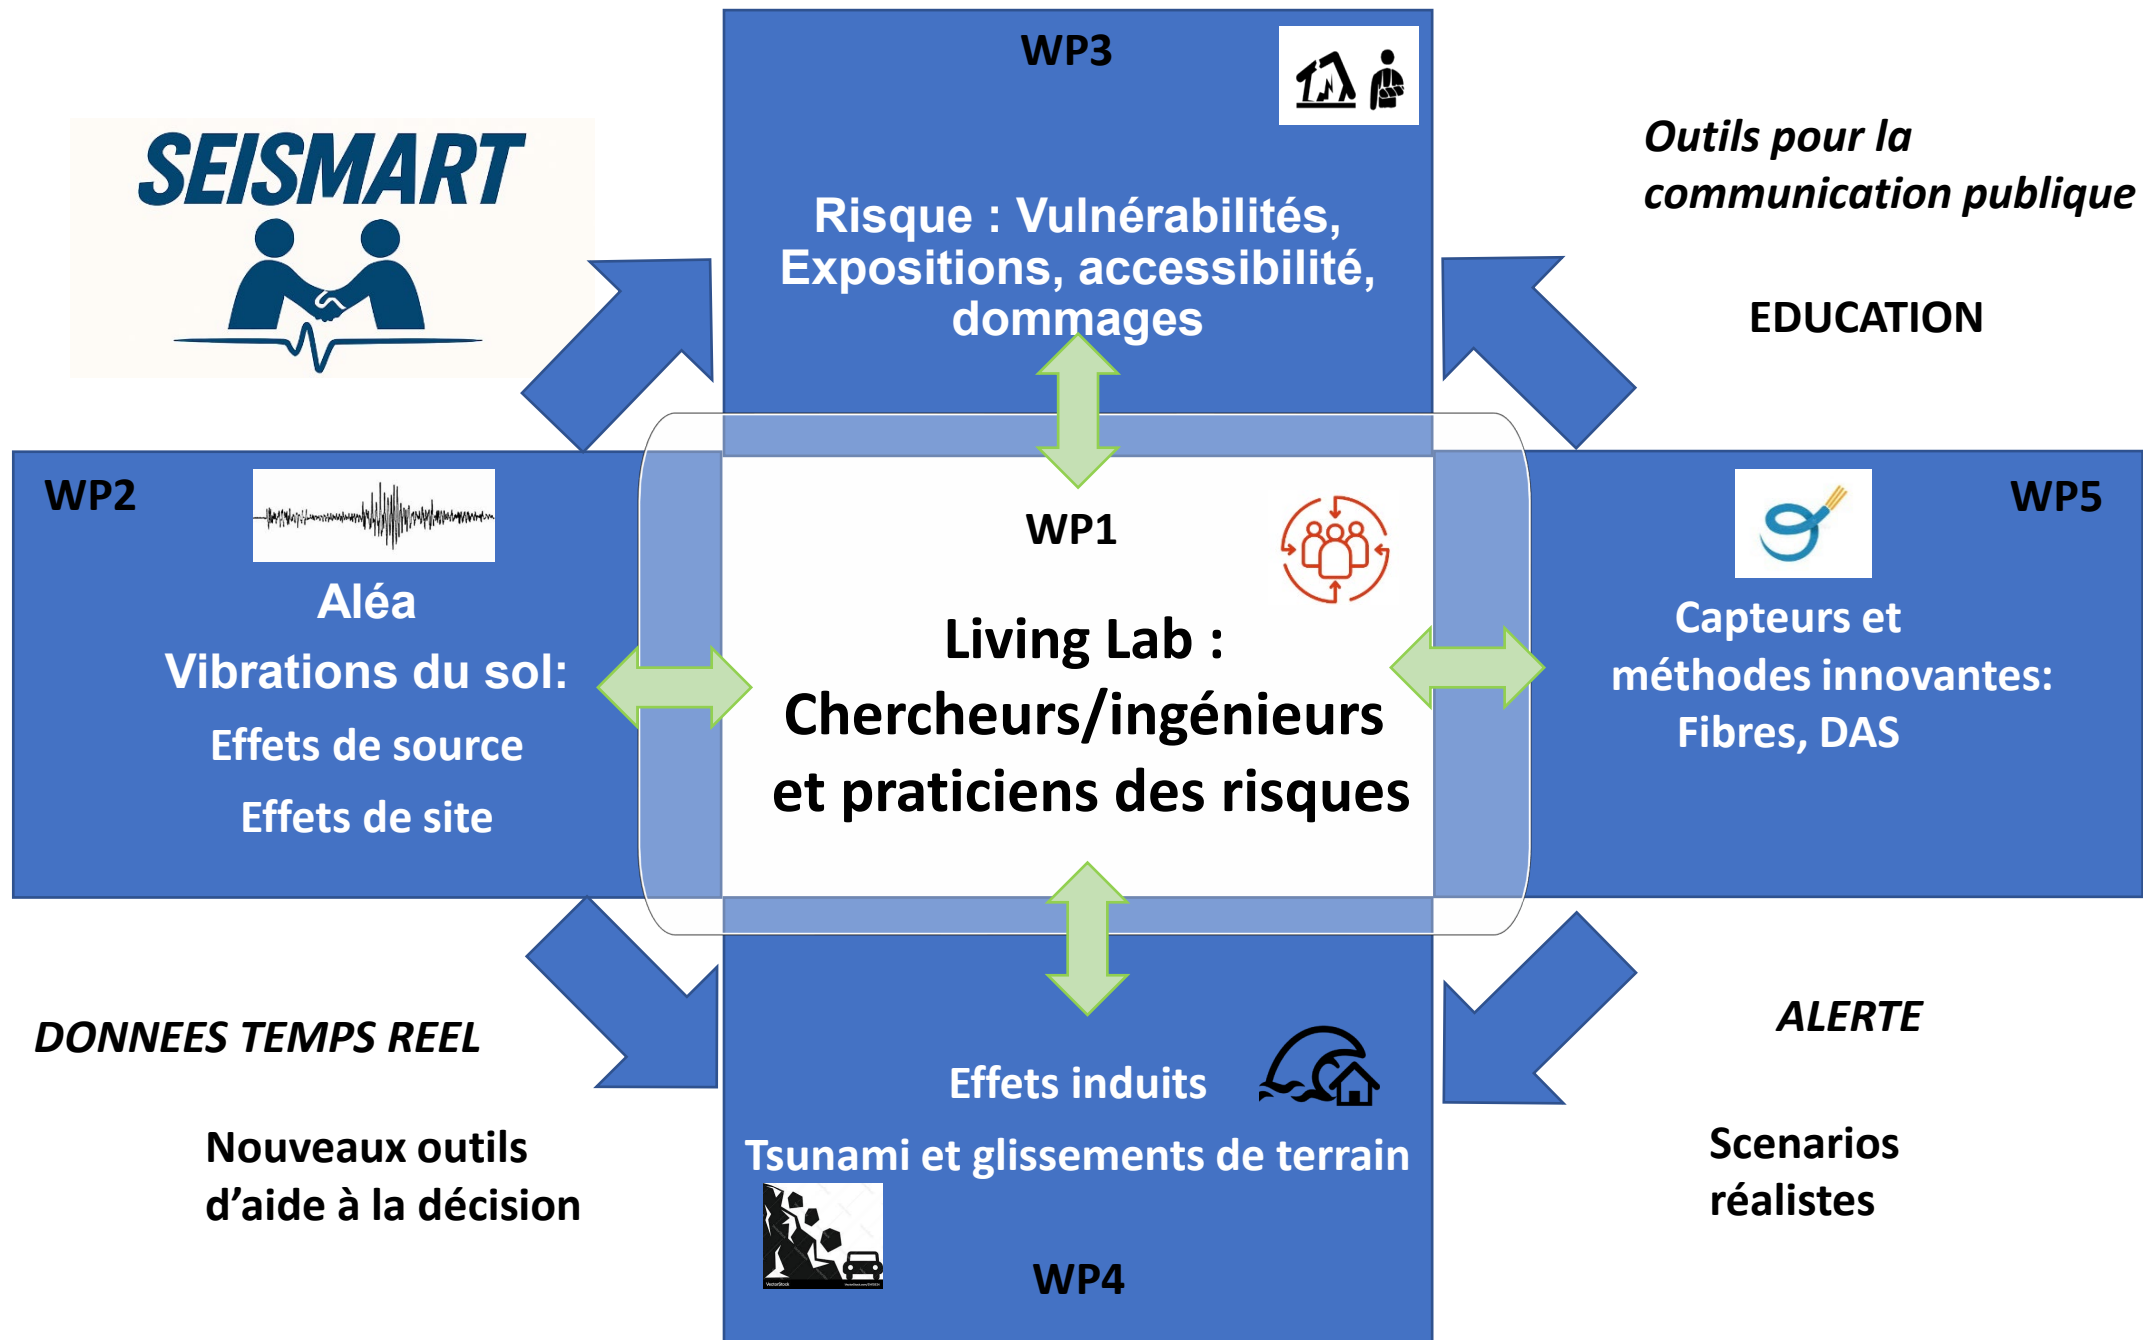 WP3
SEISMART
Risque : Vulnérabilités,
Expositions, accessibilité,
dommages
Outils pour la
communication publique
EDUCATION
WP2
Aléa
Vibrations du sol:
Effets de source
Effets de site
WP1
Living Lab :
Chercheurs/ingénieurs
et praticiens des risques
WP5
Capteurs et
méthodes innovantes:
Fibres, DAS
DONNEES TEMPS REEL
Nouveaux outils
d’aide à la décision
Effets induits
Tsunami et glissements de terrain
VectorStock
WP4
ALERTE
Scenarios
réalistes